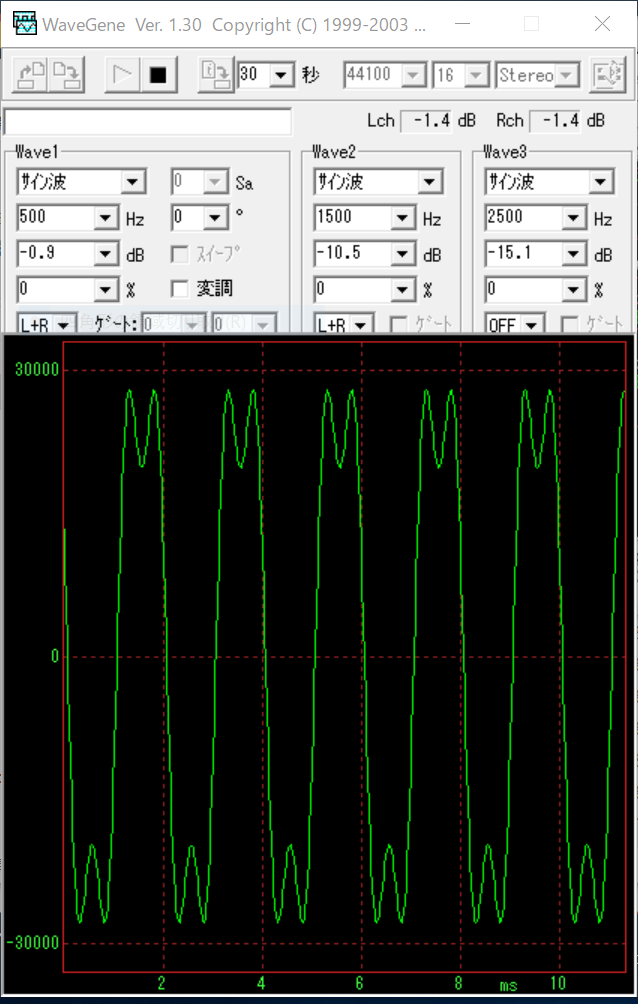 WaveGene Ver. 1.30 Copyright (C) 1999-2003 ...
30 秒 44100 16 Stereo
Lch -1.4 dB Rch -1.4 dB
Wave1 Wave2 Wave3
サイン波 0 Sa サイン波 サイン波
500 Hz 0 ° 1500 Hz 2500 Hz
-0.9 dB スイープ -10.5 dB -15.1 dB
0 % 変調 0 % 0 %
L+R ゲート: 0 0 L+R ゲート OFF ゲート
30000
0
-30000
2 4 6 8 ms 10